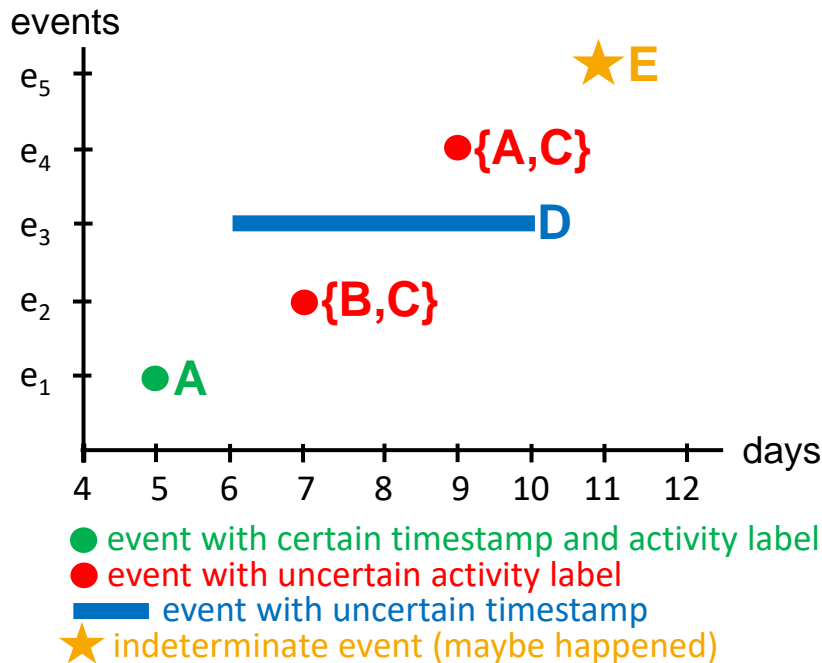 events
e5
E
e4
{A,C}
e3
D
e2
{B,C}
e1
A
days
4 5 6 7 8 9 10 11 12
event with certain timestamp and activity label
event with uncertain activity label
event with uncertain timestamp
indeterminate event (maybe happened)